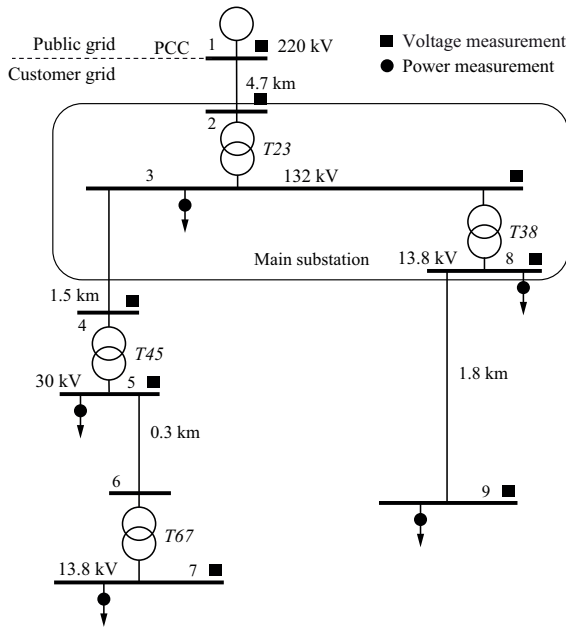 Public grid
PCC
1
220 kV
Customer grid
Voltage measurement
Power measurement
4.7 km
2
T23
3
132 kV
T38
Main substation
13.8 kV
8
1.5 km
4
T45
30 kV
5
1.8 km
0.3 km
6
9
T67
13.8 kV
7